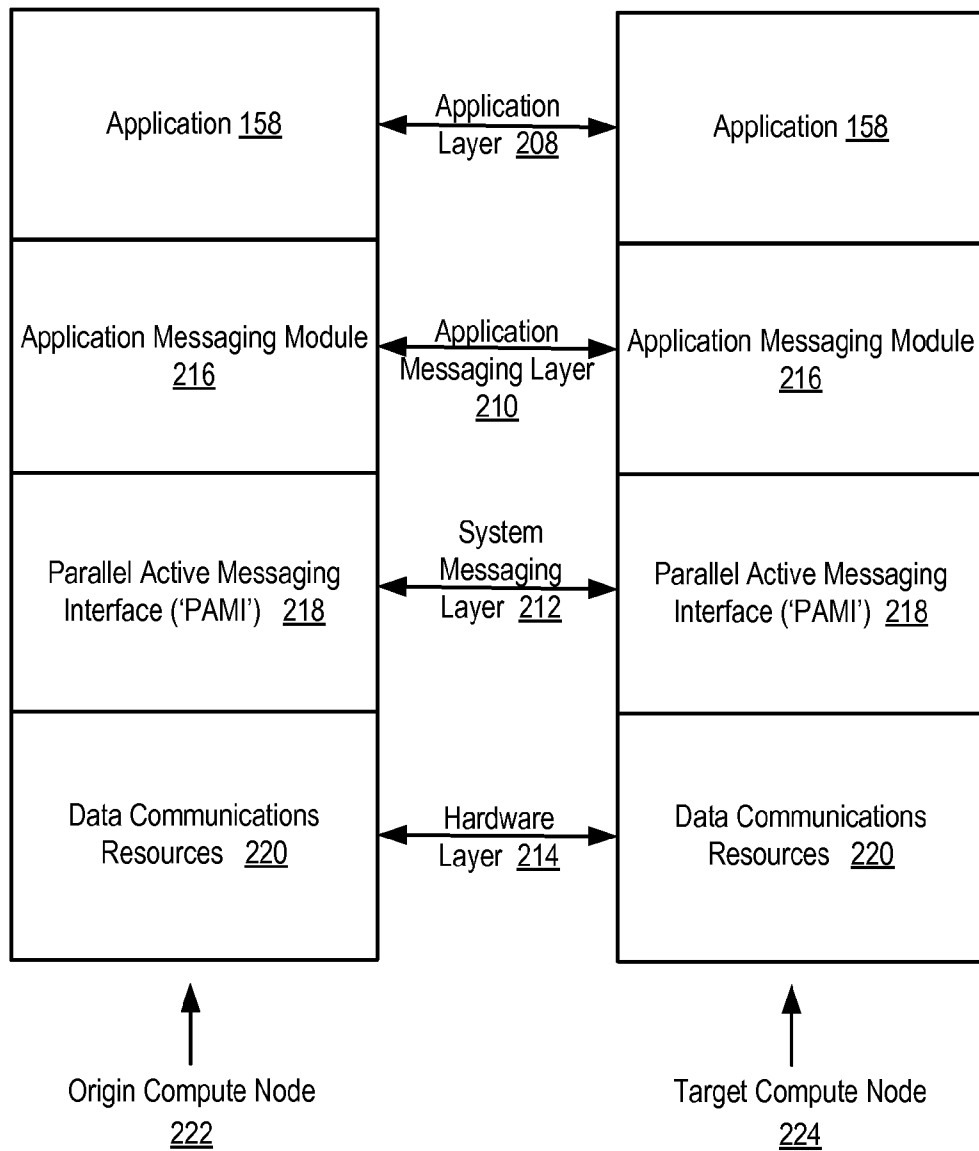 Application 158
Application
Layer 208
Application 158
Application Messaging Module
216
Application
Messaging Layer
210
Application Messaging Module
216
Parallel Active Messaging
Interface (‘PAMI’) 218
System
Messaging
Layer 212
Parallel Active Messaging
Interface (‘PAMI’) 218
Data Communications
Resources 220
Hardware
Layer 214
Data Communications
Resources 220
Origin Compute Node
222
Target Compute Node
224